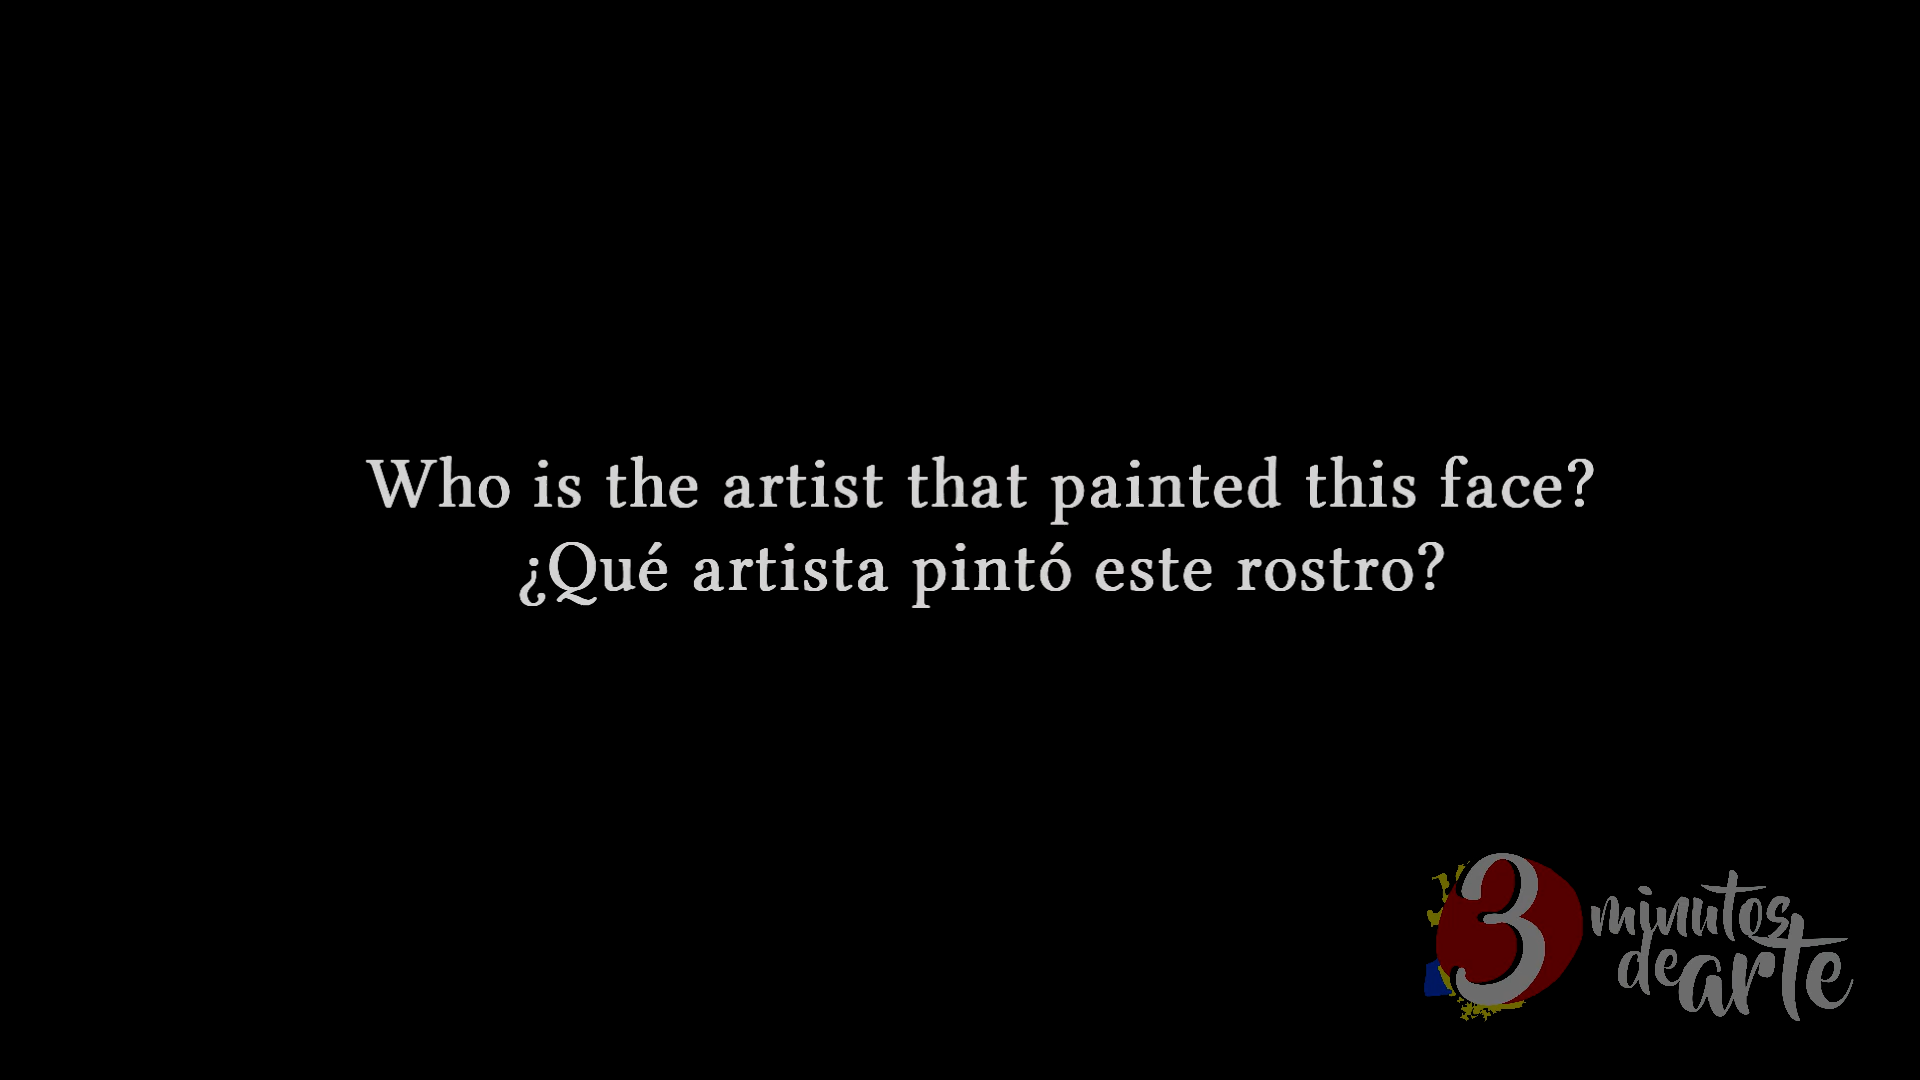 Who is the artist that painted this face?
¿Qué artista pintó este rostro?
3 minutos
de arte